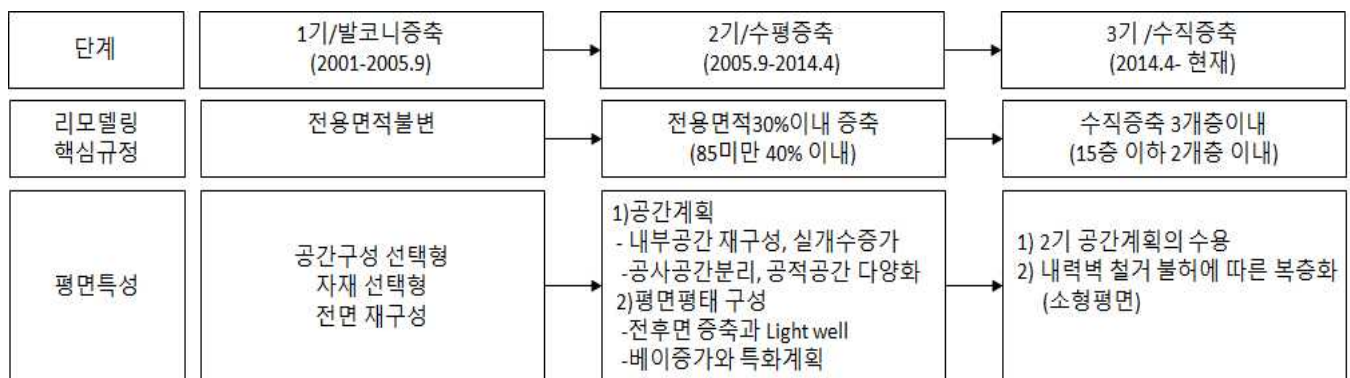 단계
1기/발코니증축
(2001-2005.9)
2기/수평증축
(2005.9-2014.4)
3기 /수직증축
(2014.4- 현재)
리모델링
핵심규정
전용면적불변
전용면적30%이내 증축
(85미만 40% 이내)
수직증축 3개층이내
(15층 이하 2개층 이내)
평면특성
공간구성 선택형
자재 선택형
전면 재구성
1)공간계획
- 내부공간 재구성, 실개수증가
-공사공간분리, 공적공간 다양화
2)평면평태 구성
-전후면 증축과 Light well
-베이증가와 특화계획
1) 2기 공간계획의 수용
2) 내력벽 철거 불허에 따른 복층화
(소형평면)